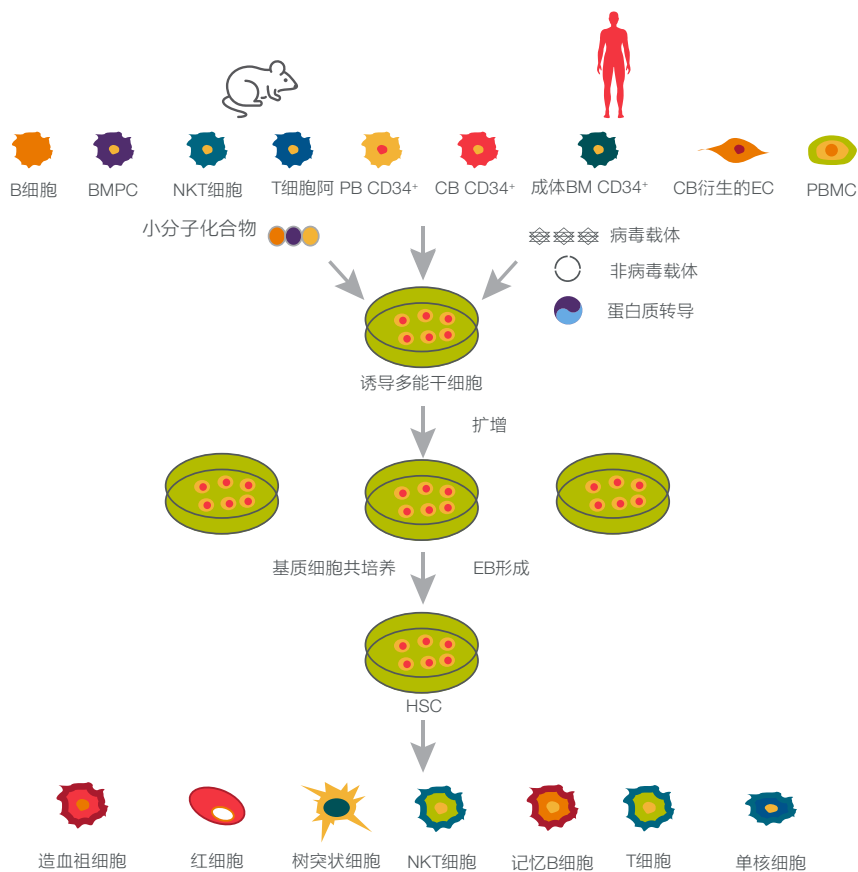 B细胞 BMPC NKT细胞 T细胞阿 PB CD34+ CB CD34+ 成体BM CD34+ CB衍生的EC PBMC
小分子化合物
病毒载体
非病毒载体
蛋白质转导
诱导多能干细胞
扩增
基质细胞共培养 EB形成
HSC
造血祖细胞 红细胞 树突状细胞 NKT细胞 记忆B细胞 T细胞 单核细胞